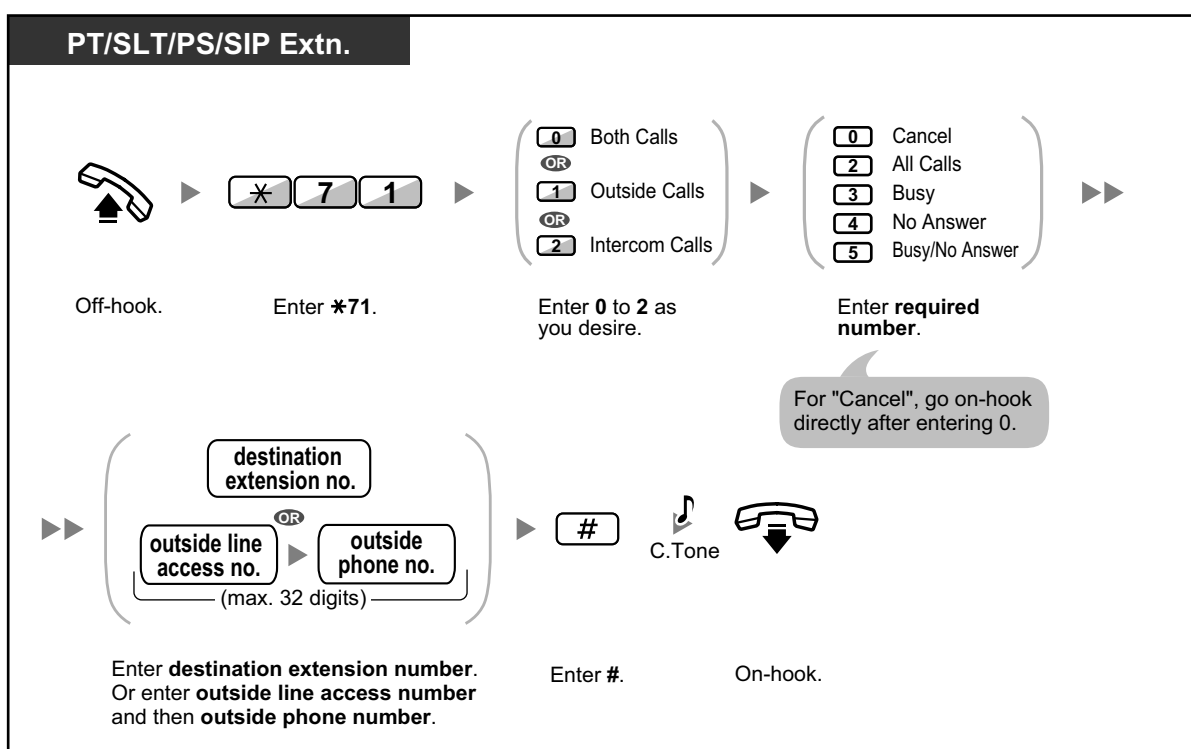 PT/SLT/PS/SIP Extn.
0 Both Calls
OR
1 Outside Calls
OR
2 Intercom Calls
0 Cancel
2 All Calls
3 Busy
4 No Answer
5 Busy/No Answer
* 7 1
Off-hook.
Enter *71.
Enter 0 to 2 as
you desire.
Enter required
number.
For "Cancel", go on-hook
directly after entering 0.
destination
extension no.
OR
outside line
access no.
outside
phone no.
(max. 32 digits)
#
C.Tone
Enter destination extension number.
Or enter outside line access number
and then outside phone number.
Enter #.
On-hook.